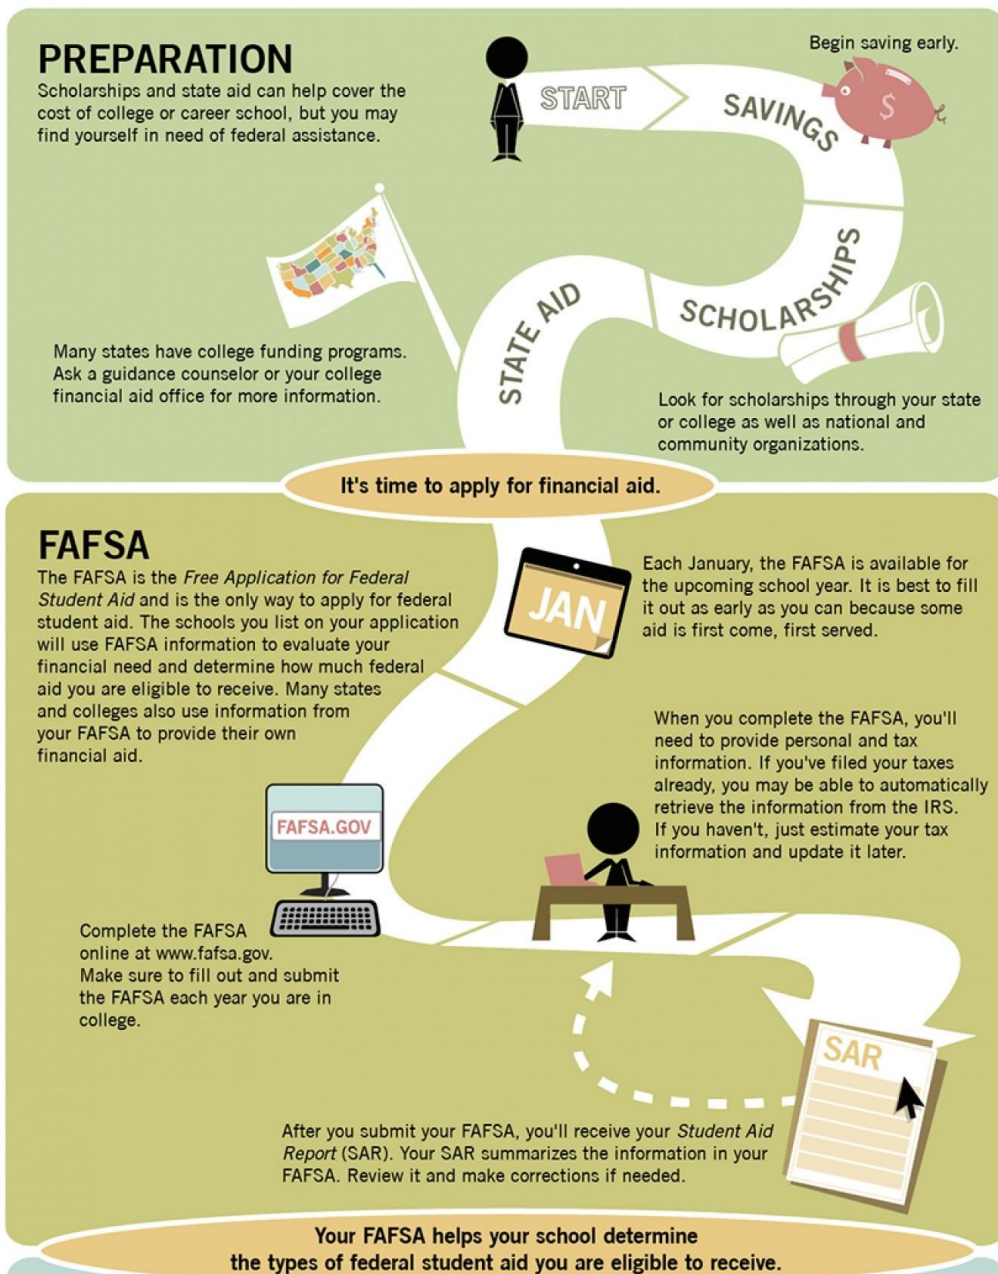 PREPARATION
Scholarships and state aid can help cover the
cost of college or career school, but you may
find yourself in need of federal assistance.
START
Begin saving early.
SAVINGS
$
SCHOLARSHIPS
Look for scholarships through your state
or college as well as national and
community organizations.
STATE AID
Many states have college funding programs.
Ask a guidance counselor or your college
financial aid office for more information.
It's time to apply for financial aid.
FAFSA
The FAFSA is the Free Application for Federal
Student Aid and is the only way to apply for federal
student aid. The schools you list on your application
will use FAFSA information to evaluate your
financial need and determine how much federal
aid you are eligible to receive. Many states
and colleges also use information from
your FAFSA to provide their own
financial aid.
JAN
Each January, the FAFSA is available for
the upcoming school year. It is best to fill
it out as early as you can because some
aid is first come, first served.
FAFSA.GOV
Complete the FAFSA
online at www.fafsa.gov.
Make sure to fill out and submit
the FAFSA each year you are in
college.
When you complete the FAFSA, you'll
need to provide personal and tax
information. If you've filed your taxes
already, you may be able to automatically
retrieve the information from the IRS.
If you haven't, just estimate your tax
information and update it later.
SAR
After you submit your FAFSA, you'll receive your Student Aid
Report (SAR). Your SAR summarizes the information in your
FAFSA. Review it and make corrections if needed.
Your FAFSA helps your school determine
the types of federal student aid you are eligible to receive.